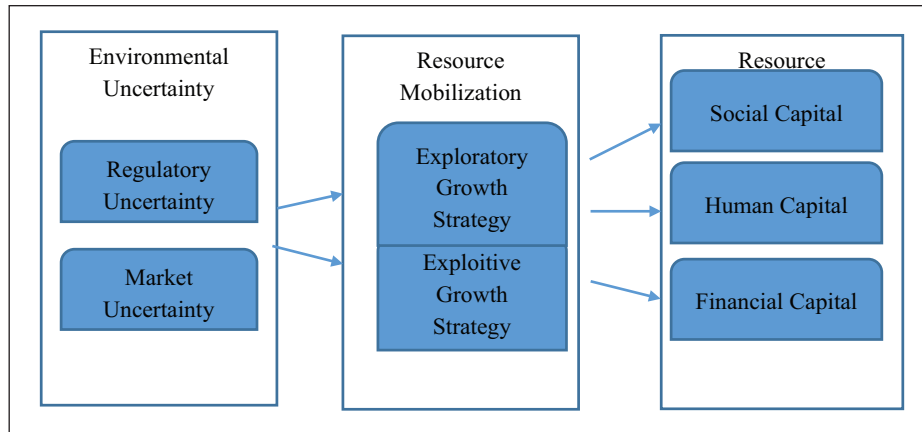 Environmental
Uncertainty
Regulatory
Uncertainty
Market
Uncertainty
Resource
Mobilization
Exploratory
Growth
Strategy
Exploitive
Growth
Strategy
Resource
Social Capital
Human Capital
Financial Capital